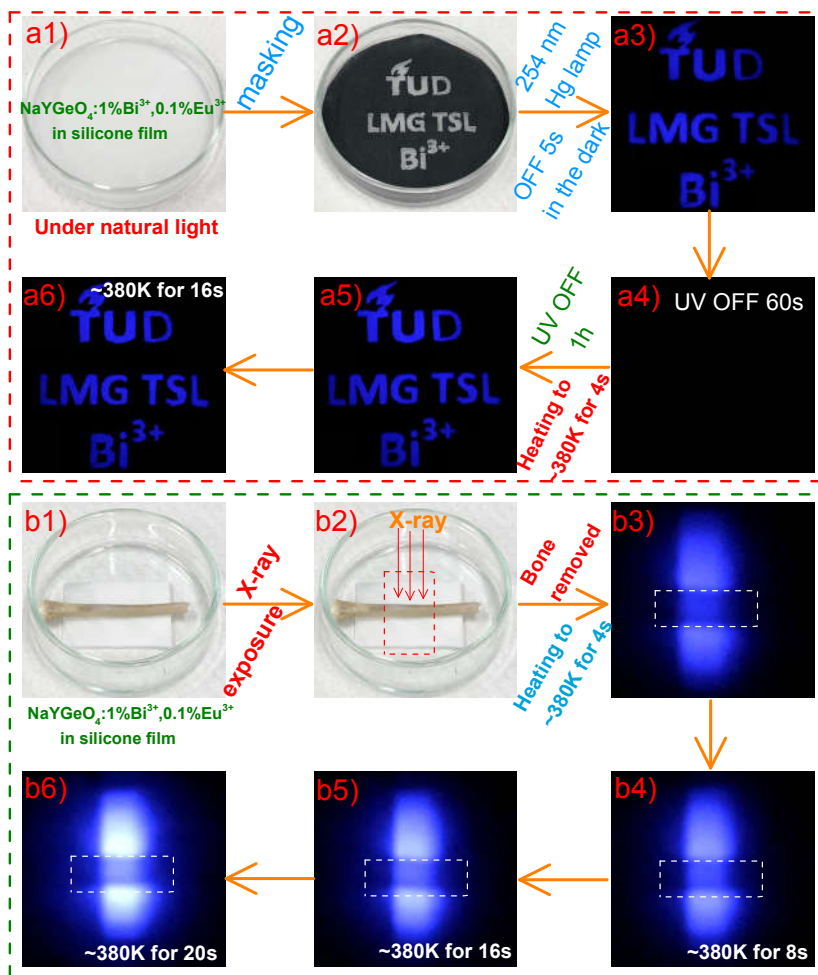 a1)
NaYGeO₄:1%Bi³⁺,0.1%Eu³⁺
in silicone film
Under natural light
masking
a2)
TUD
LMG TSL
Bi³⁺
254 nm
Hg lamp
OFF 5s
in the dark
a3)
TUD
LMG TSL
Bi³⁺
a4)
UV OFF 60s
UV OFF
1h
Heating to
~380K for 4s
a5)
TUD
LMG TSL
Bi³⁺
a6)
~380K for 16s
TUD
LMG TSL
Bi³⁺
b1)
NaYGeO₄:1%Bi³⁺,0.1%Eu³⁺
in silicone film
X-ray
exposure
b2)
X-ray
Bone
removed
Heating to
~380K for 4s
b3)
b4)
~380K for 8s
b5)
~380K for 16s
b6)
~380K for 20s